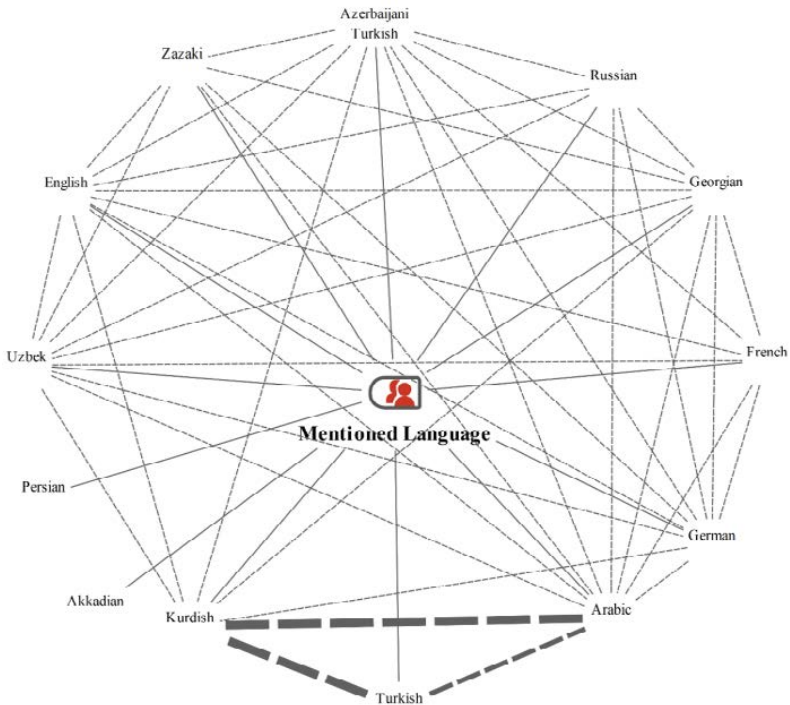 Azerbaijani
Turkish
Zazaki
Russian
English
Georgian
Uzbek
French
Mentioned Language
Persian
German
Akkadian
Kurdish
Arabic
Turkish